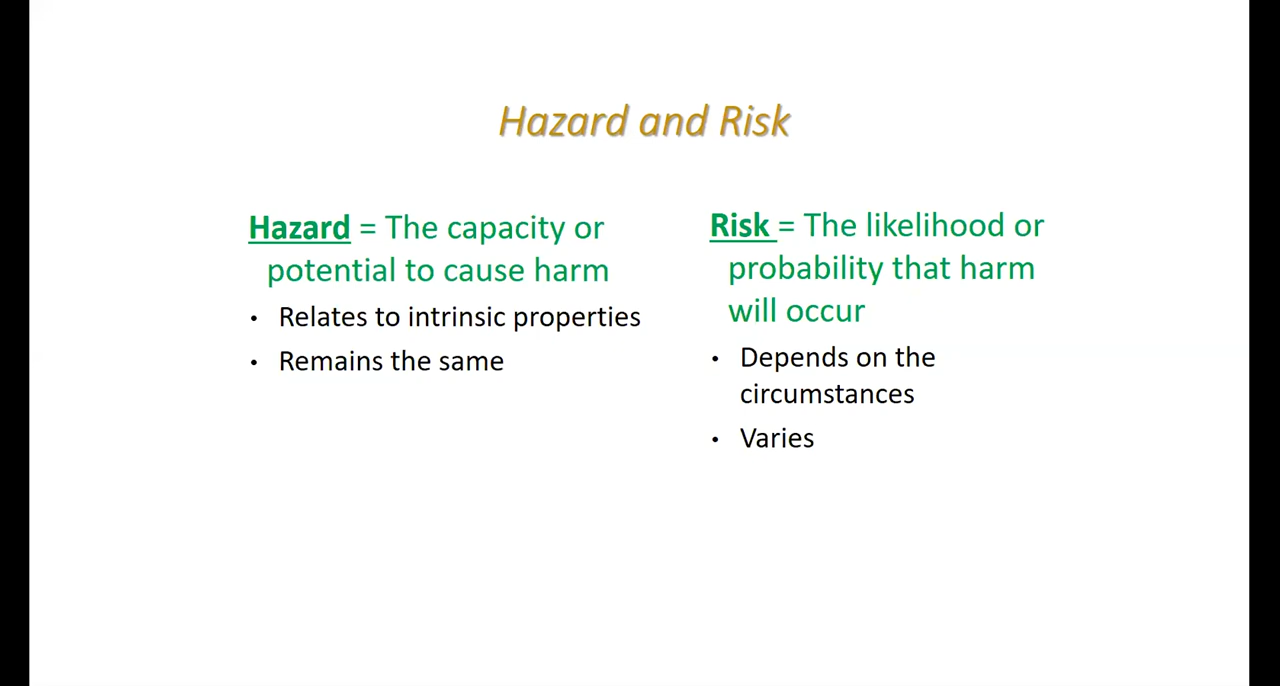 Hazard and Risk
Hazard = The capacity or
potential to cause harm
• Relates to intrinsic properties
• Remains the same
Risk = The likelihood or
probability that harm
will occur
• Depends on the
circumstances
• Varies